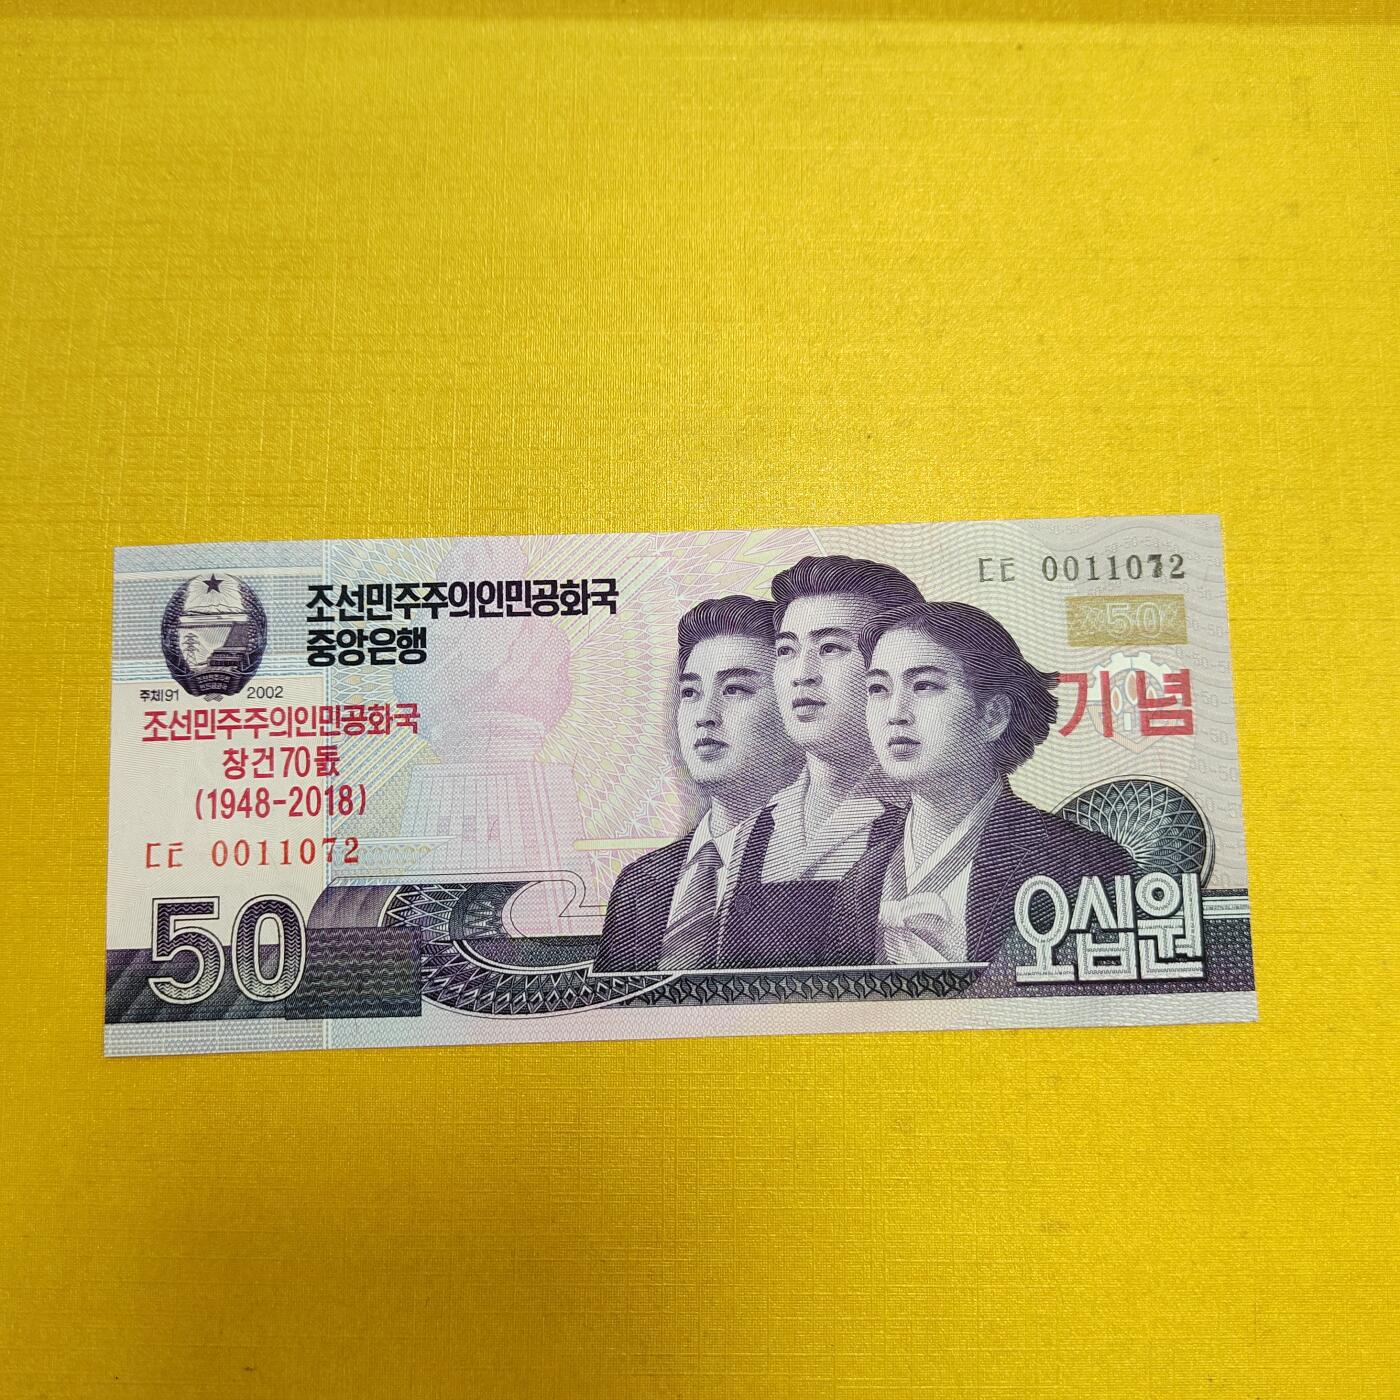 조선민주주의인민공화국
중앙은행
ㄷㄷ 0011072
50
주체91 2002
기념
조선민주주의인민공화국
창건70돐
(1948-2018)
ㄷㄷ 0011072
50
오십원